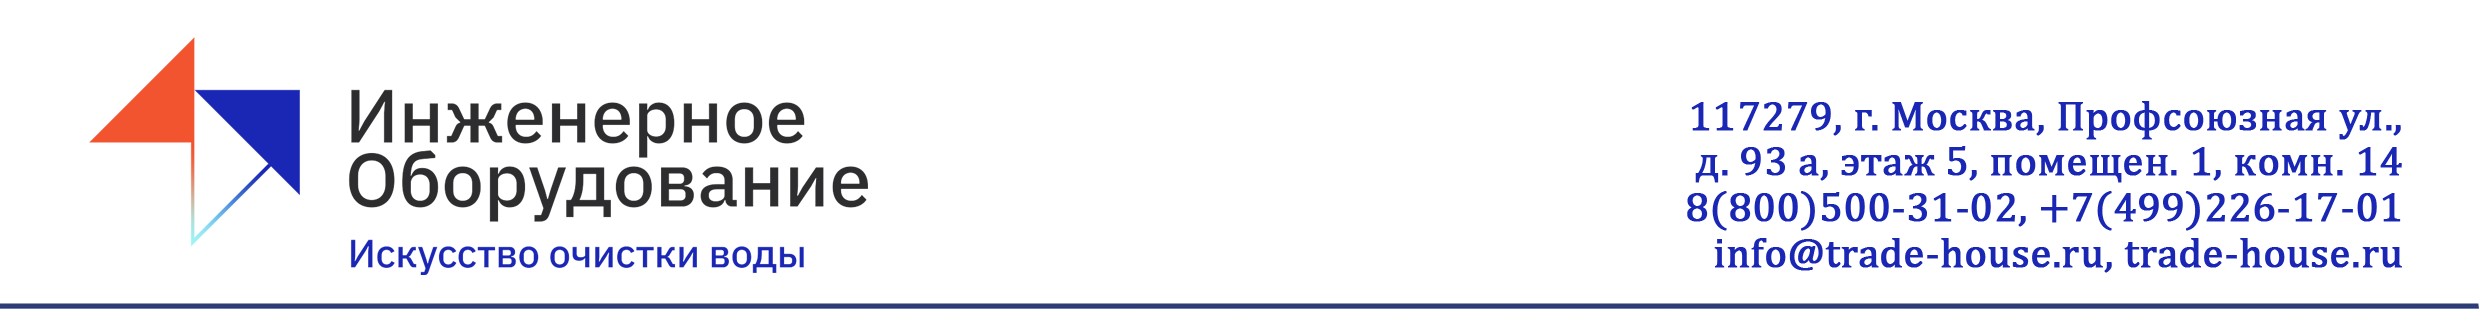 Инженерное
Оборудование
Искусство очистки воды
117279, г. Москва, Профсоюзная ул.,
д. 93 а, этаж 5, помещен. 1, комн. 14
8(800)500-31-02, +7(499)226-17-01
info@trade-house.ru, trade-house.ru